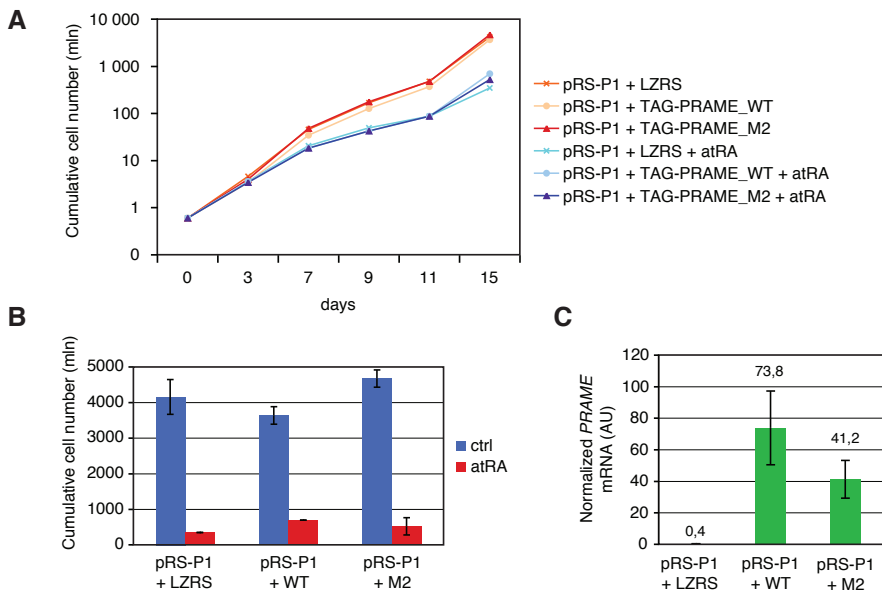 A
Cumulative cell number (mln)
10 000
1 000
100
10
1
0
0 3 7 9 11 15
days
pRS-P1 + LZRS
pRS-P1 + TAG-PRAME_WT
pRS-P1 + TAG-PRAME_M2
pRS-P1 + LZRS + atRA
pRS-P1 + TAG-PRAME_WT + atRA
pRS-P1 + TAG-PRAME_M2 + atRA
B
Cumulative cell number (mln)
5000
4000
3000
2000
1000
0
pRS-P1 pRS-P1 pRS-P1
+ LZRS + WT + M2
ctrl
atRA
C
Normalized PRAME
mRNA (AU)
120
100
80
60
40
20
0
73,8
41,2
0,4
pRS-P1 pRS-P1 pRS-P1
+ LZRS + WT + M2